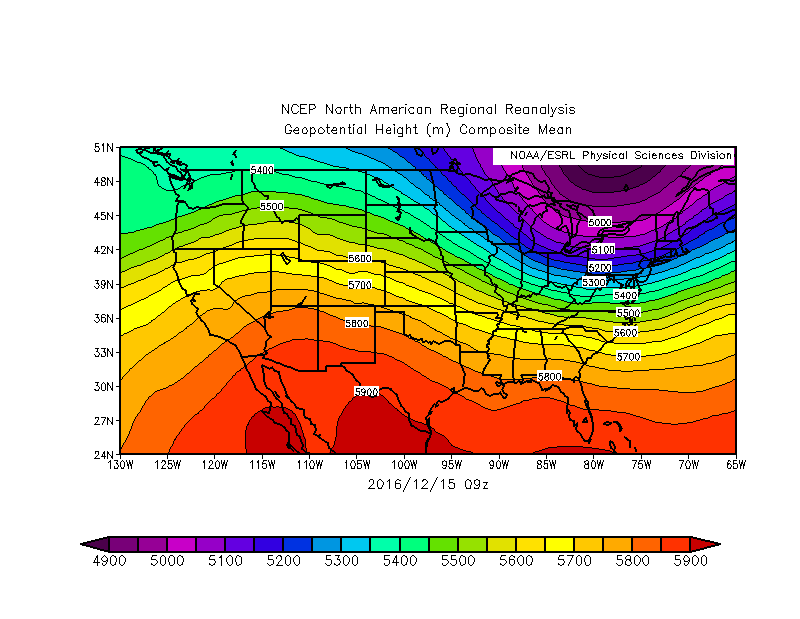 NCEP North American Regional Reanalysis
Geopotential Height (m) Composite Mean
NOAA/ESRL Physical Sciences Division
51N
48N
45N
42N
39N
36N
33N
30N
27N
24N
5400
5500
5600
5700
5800
5900
5000
5100
5200
5300
5400
5500
5600
5700
5800
130W 125W 120W 115W 110W 105W 100W 95W 90W 85W 80W 75W 70W 65W
2016/12/15 09z
4900 5000 5100 5200 5300 5400 5500 5600 5700 5800 5900